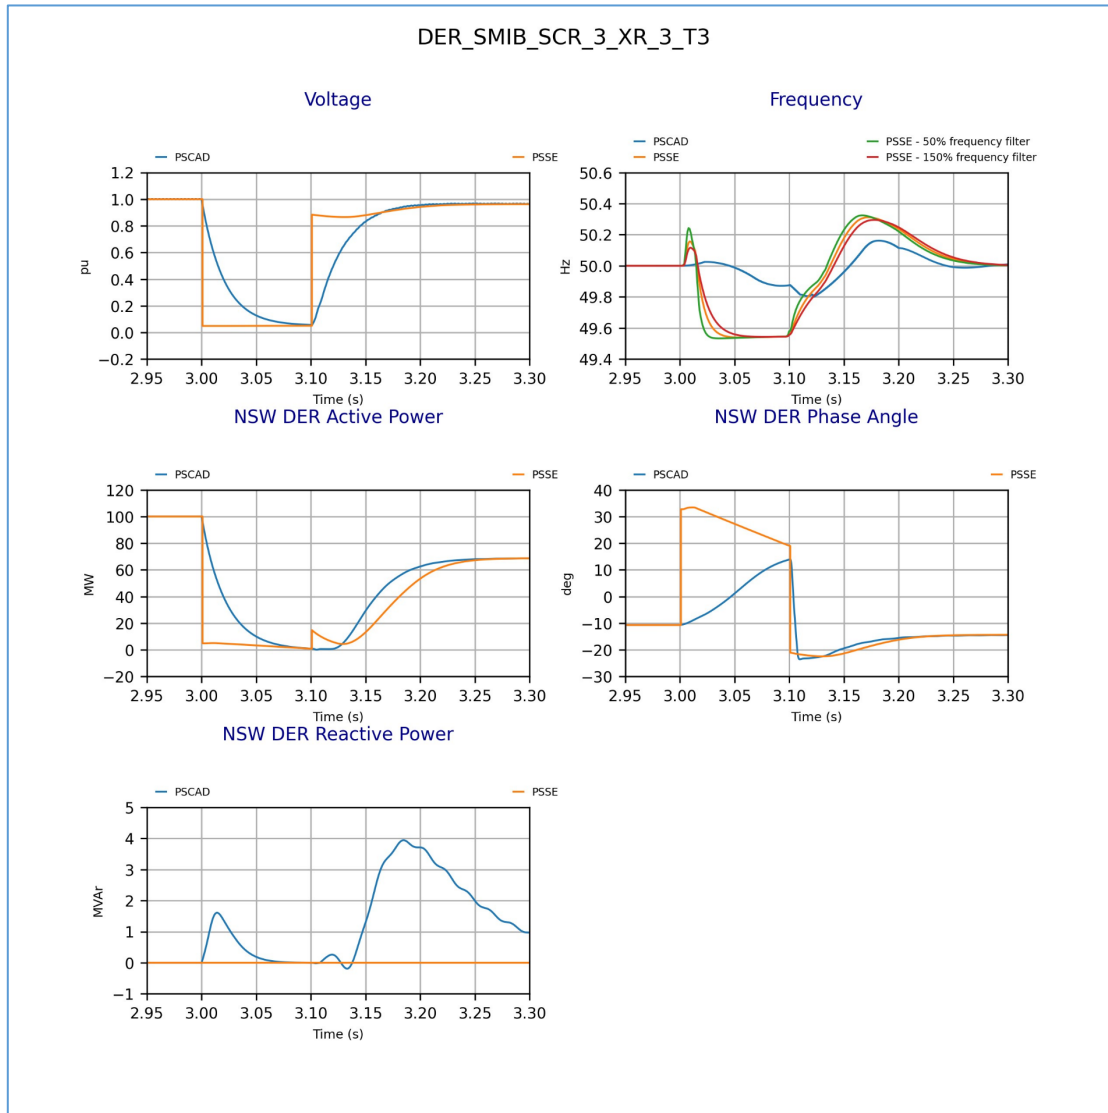 DER_SMIB_SCR_3_XR_3_T3
Voltage
PSCAD PSSE
1.2
1.0
0.8
0.6
0.4
0.2
0.0
−0.2
pu
2.95 3.00 3.05 3.10 3.15 3.20 3.25 3.30
Time (s)
Frequency
PSCAD PSSE - 50% frequency filter
PSSE PSSE - 150% frequency filter
50.6
50.4
50.2
50.0
49.8
49.6
49.4
Hz
2.95 3.00 3.05 3.10 3.15 3.20 3.25 3.30
Time (s)
NSW DER Active Power
PSCAD PSSE
120
100
80
60
40
20
0
−20
MW
2.95 3.00 3.05 3.10 3.15 3.20 3.25 3.30
Time (s)
NSW DER Phase Angle
PSCAD PSSE
40
30
20
10
0
−10
−20
−30
deg
2.95 3.00 3.05 3.10 3.15 3.20 3.25 3.30
Time (s)
NSW DER Reactive Power
PSCAD PSSE
5
4
3
2
1
0
−1
MVAr
2.95 3.00 3.05 3.10 3.15 3.20 3.25 3.30
Time (s)